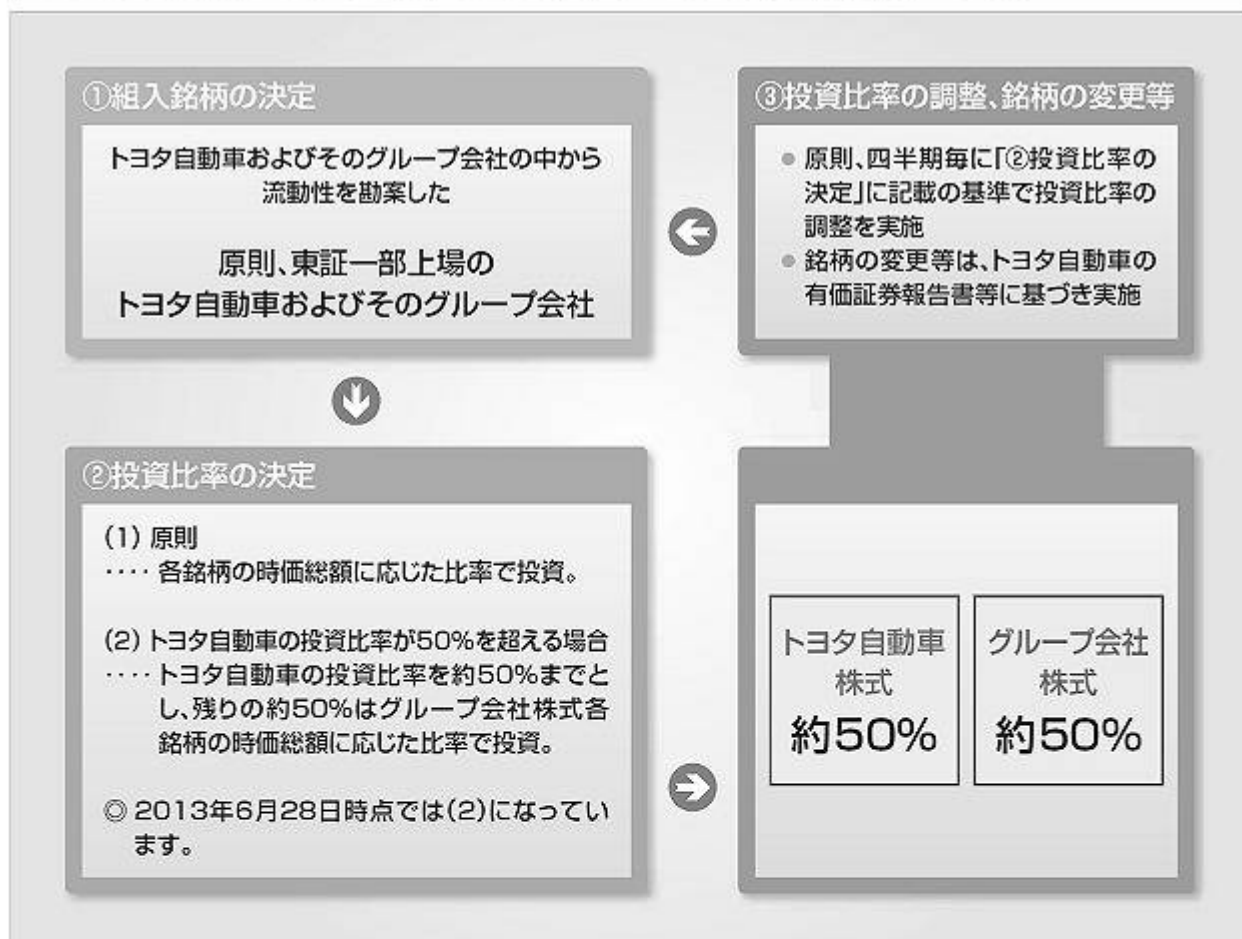 ①組入銘柄の決定
トヨタ自動車およびそのグループ会社の中から
流動性を勘案した
原則、東証一部上場の
トヨタ自動車およびそのグループ会社
②投資比率の決定
(1) 原則
‥‥ 各銘柄の時価総額に応じた比率で投資。
(2) トヨタ自動車の投資比率が50%を超える場合
‥‥ トヨタ自動車の投資比率を約50%までと
し、残りの約50%はグループ会社株式各
銘柄の時価総額に応じた比率で投資。
◎ 2013年6月28日時点では(2)になってい
ます。
トヨタ自動車
株式
約50%
グループ会社
株式
約50%
③投資比率の調整、銘柄の変更等
● 原則、四半期毎に「②投資比率の
決定」に記載の基準で投資比率の
調整を実施
● 銘柄の変更等は、トヨタ自動車の
有価証券報告書等に基づき実施